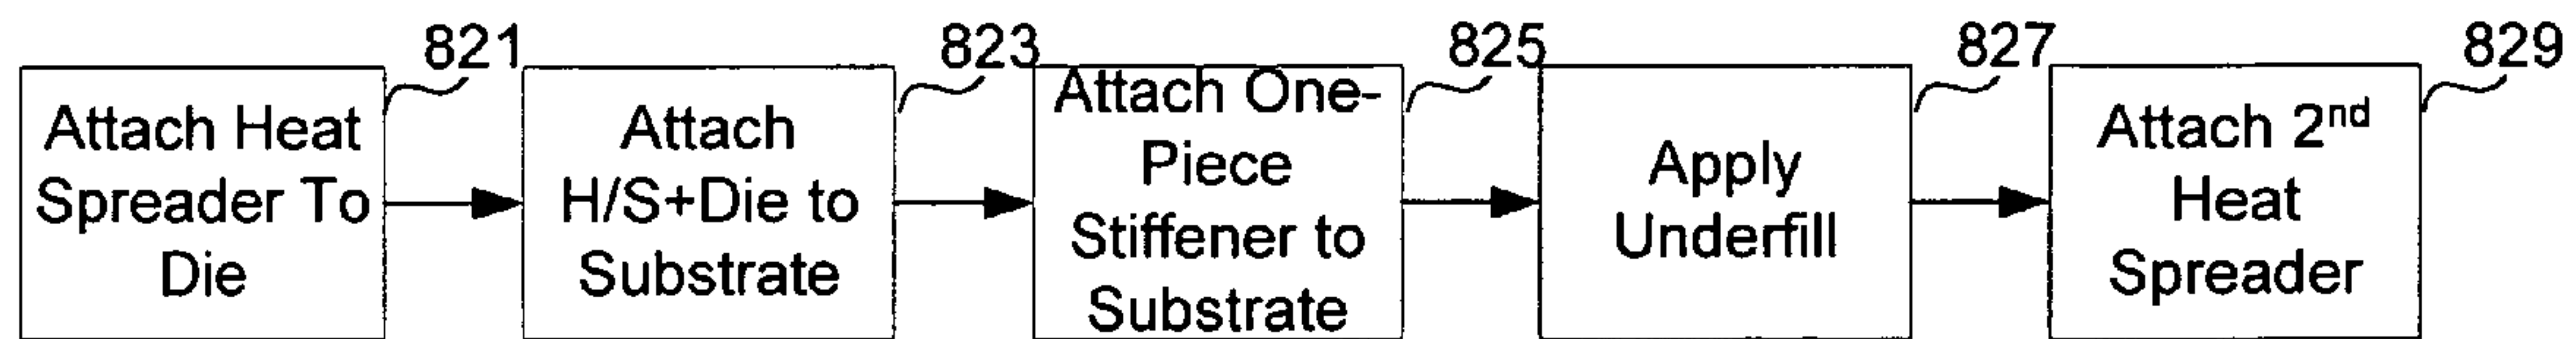 821
Attach Heat
Spreader To
Die
823
Attach
H/S+Die to
Substrate
825
Attach One-
Piece
Stiffener to
Substrate
827
Apply
Underfill
829
Attach 2nd
Heat
Spreader